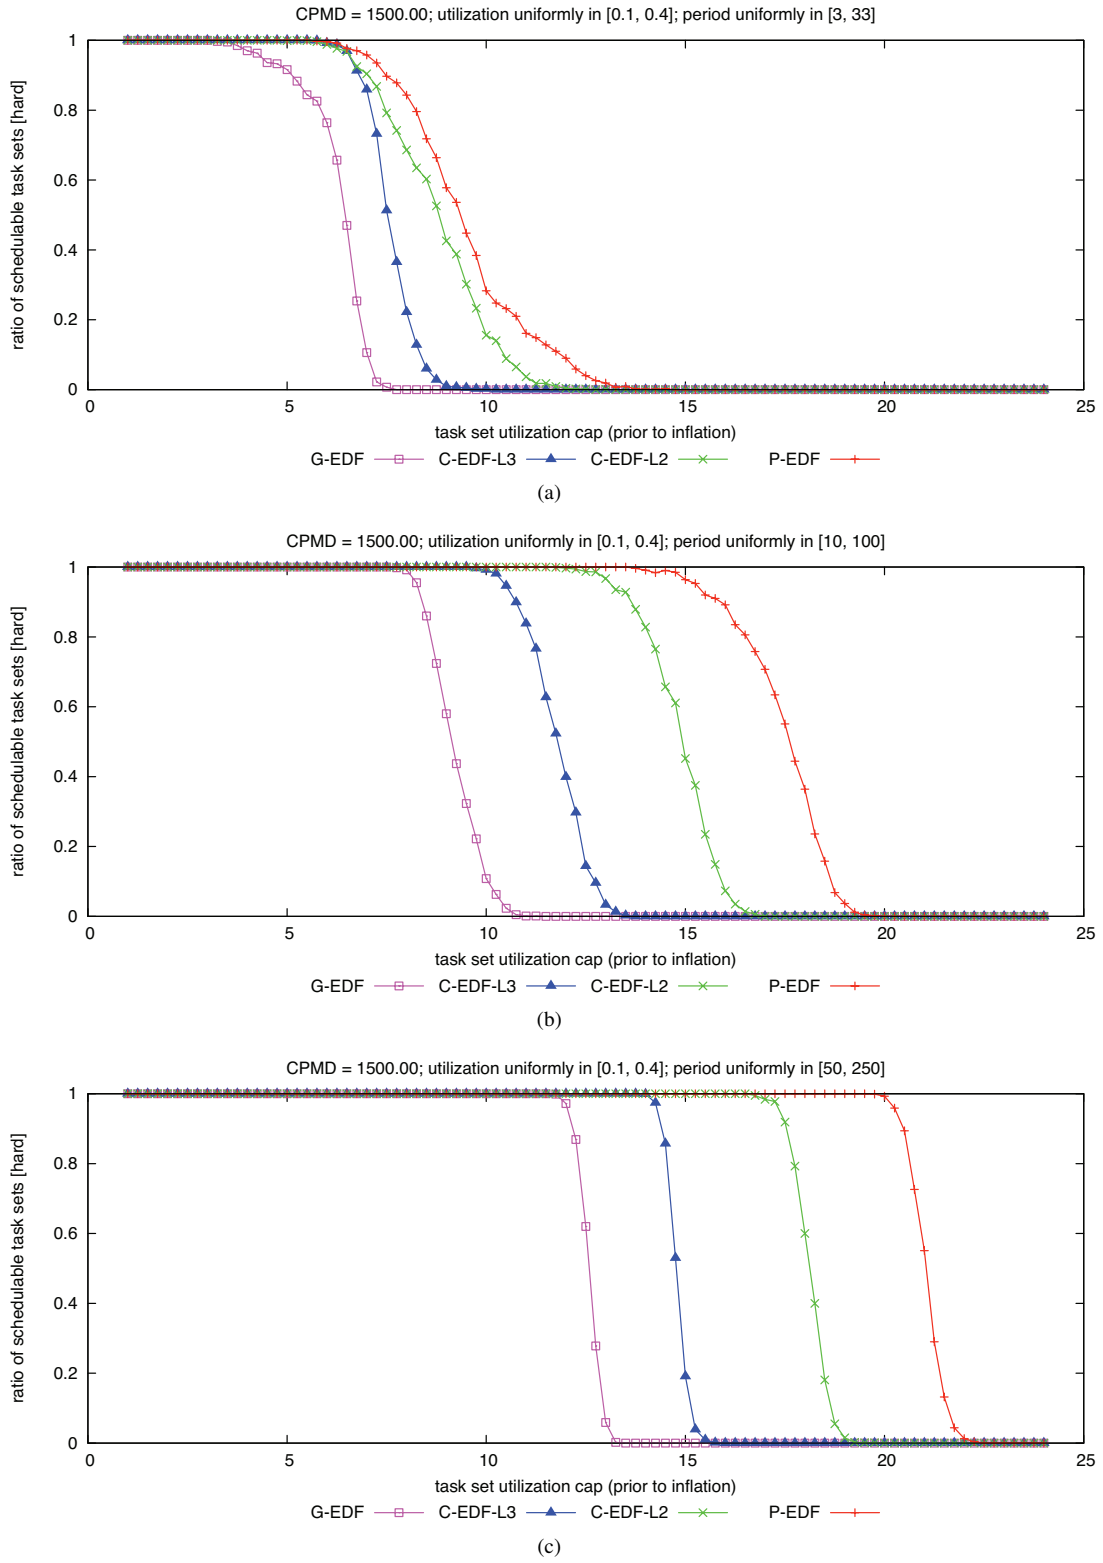 CPMD = 1500.00; utilization uniformly in [0.1, 0.4]; period uniformly in [3, 33]
ratio of schedulable task sets [hard]
1
0.8
0.6
0.4
0.2
0
0 5 10 15 20 25
task set utilization cap (prior to inflation)
G-EDF C-EDF-L3 C-EDF-L2 P-EDF
(a)
CPMD = 1500.00; utilization uniformly in [0.1, 0.4]; period uniformly in [10, 100]
ratio of schedulable task sets [hard]
1
0.8
0.6
0.4
0.2
0
0 5 10 15 20 25
task set utilization cap (prior to inflation)
G-EDF C-EDF-L3 C-EDF-L2 P-EDF
(b)
CPMD = 1500.00; utilization uniformly in [0.1, 0.4]; period uniformly in [50, 250]
ratio of schedulable task sets [hard]
1
0.8
0.6
0.4
0.2
0
0 5 10 15 20 25
task set utilization cap (prior to inflation)
G-EDF C-EDF-L3 C-EDF-L2 P-EDF
(c)